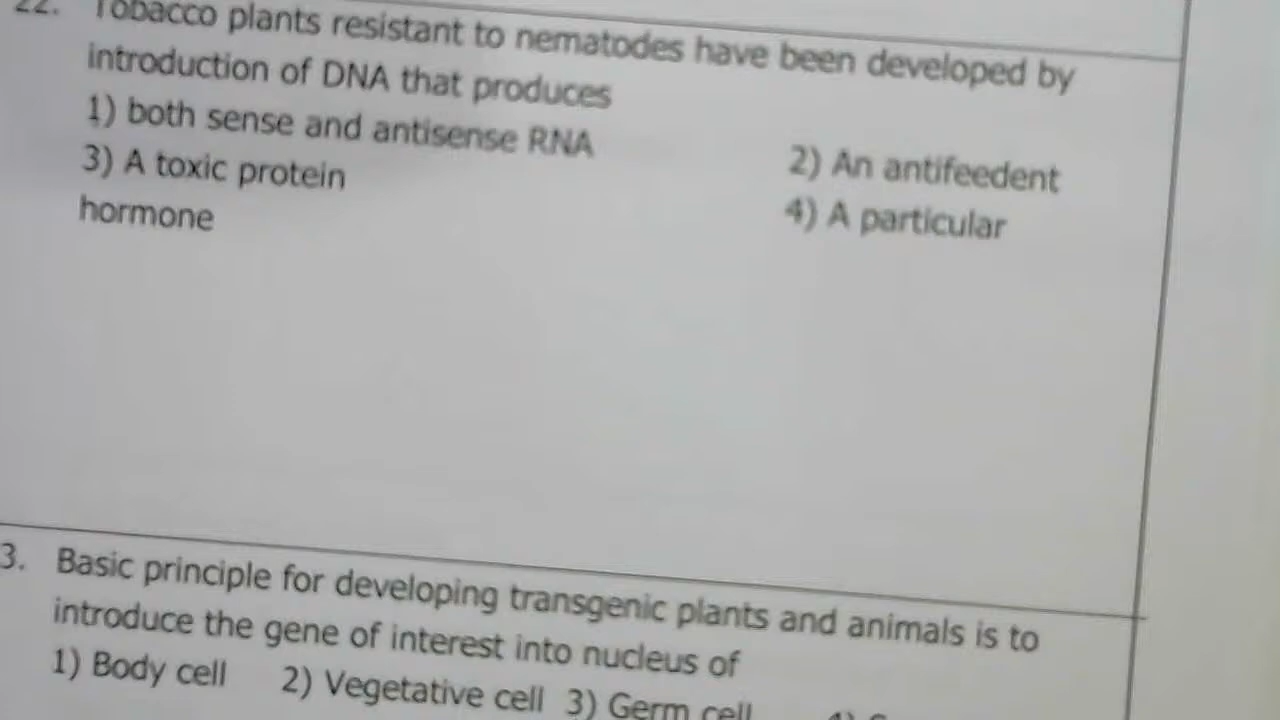 22. Tobacco plants resistant to nematodes have been developed by
introduction of DNA that produces
1) both sense and antisense RNA 2) An antifeedent
3) A toxic protein 4) A particular
hormone
3. Basic principle for developing transgenic plants and animals is to
introduce the gene of interest into nucleus of
1) Body cell 2) Vegetative cell 3) Germ cell